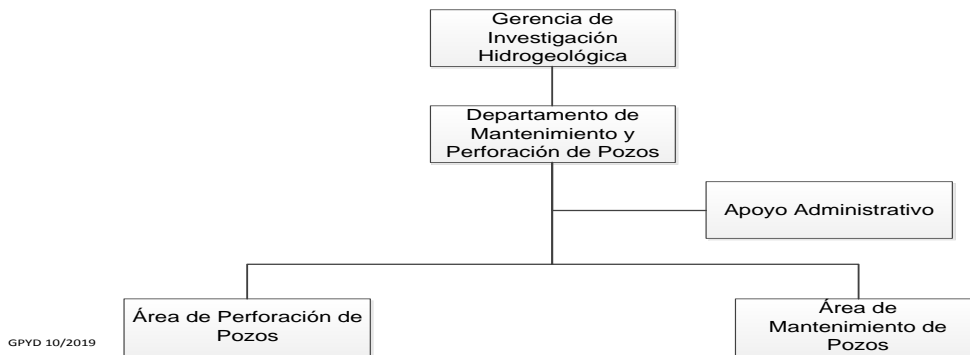 Gerencia de
Investigación
Hidrogeológica
Departamento de
Mantenimiento y
Perforación de Pozos
Apoyo Administrativo
Área de Perforación de
Pozos
Área de
Mantenimiento de
Pozos
GPYD 10/2019